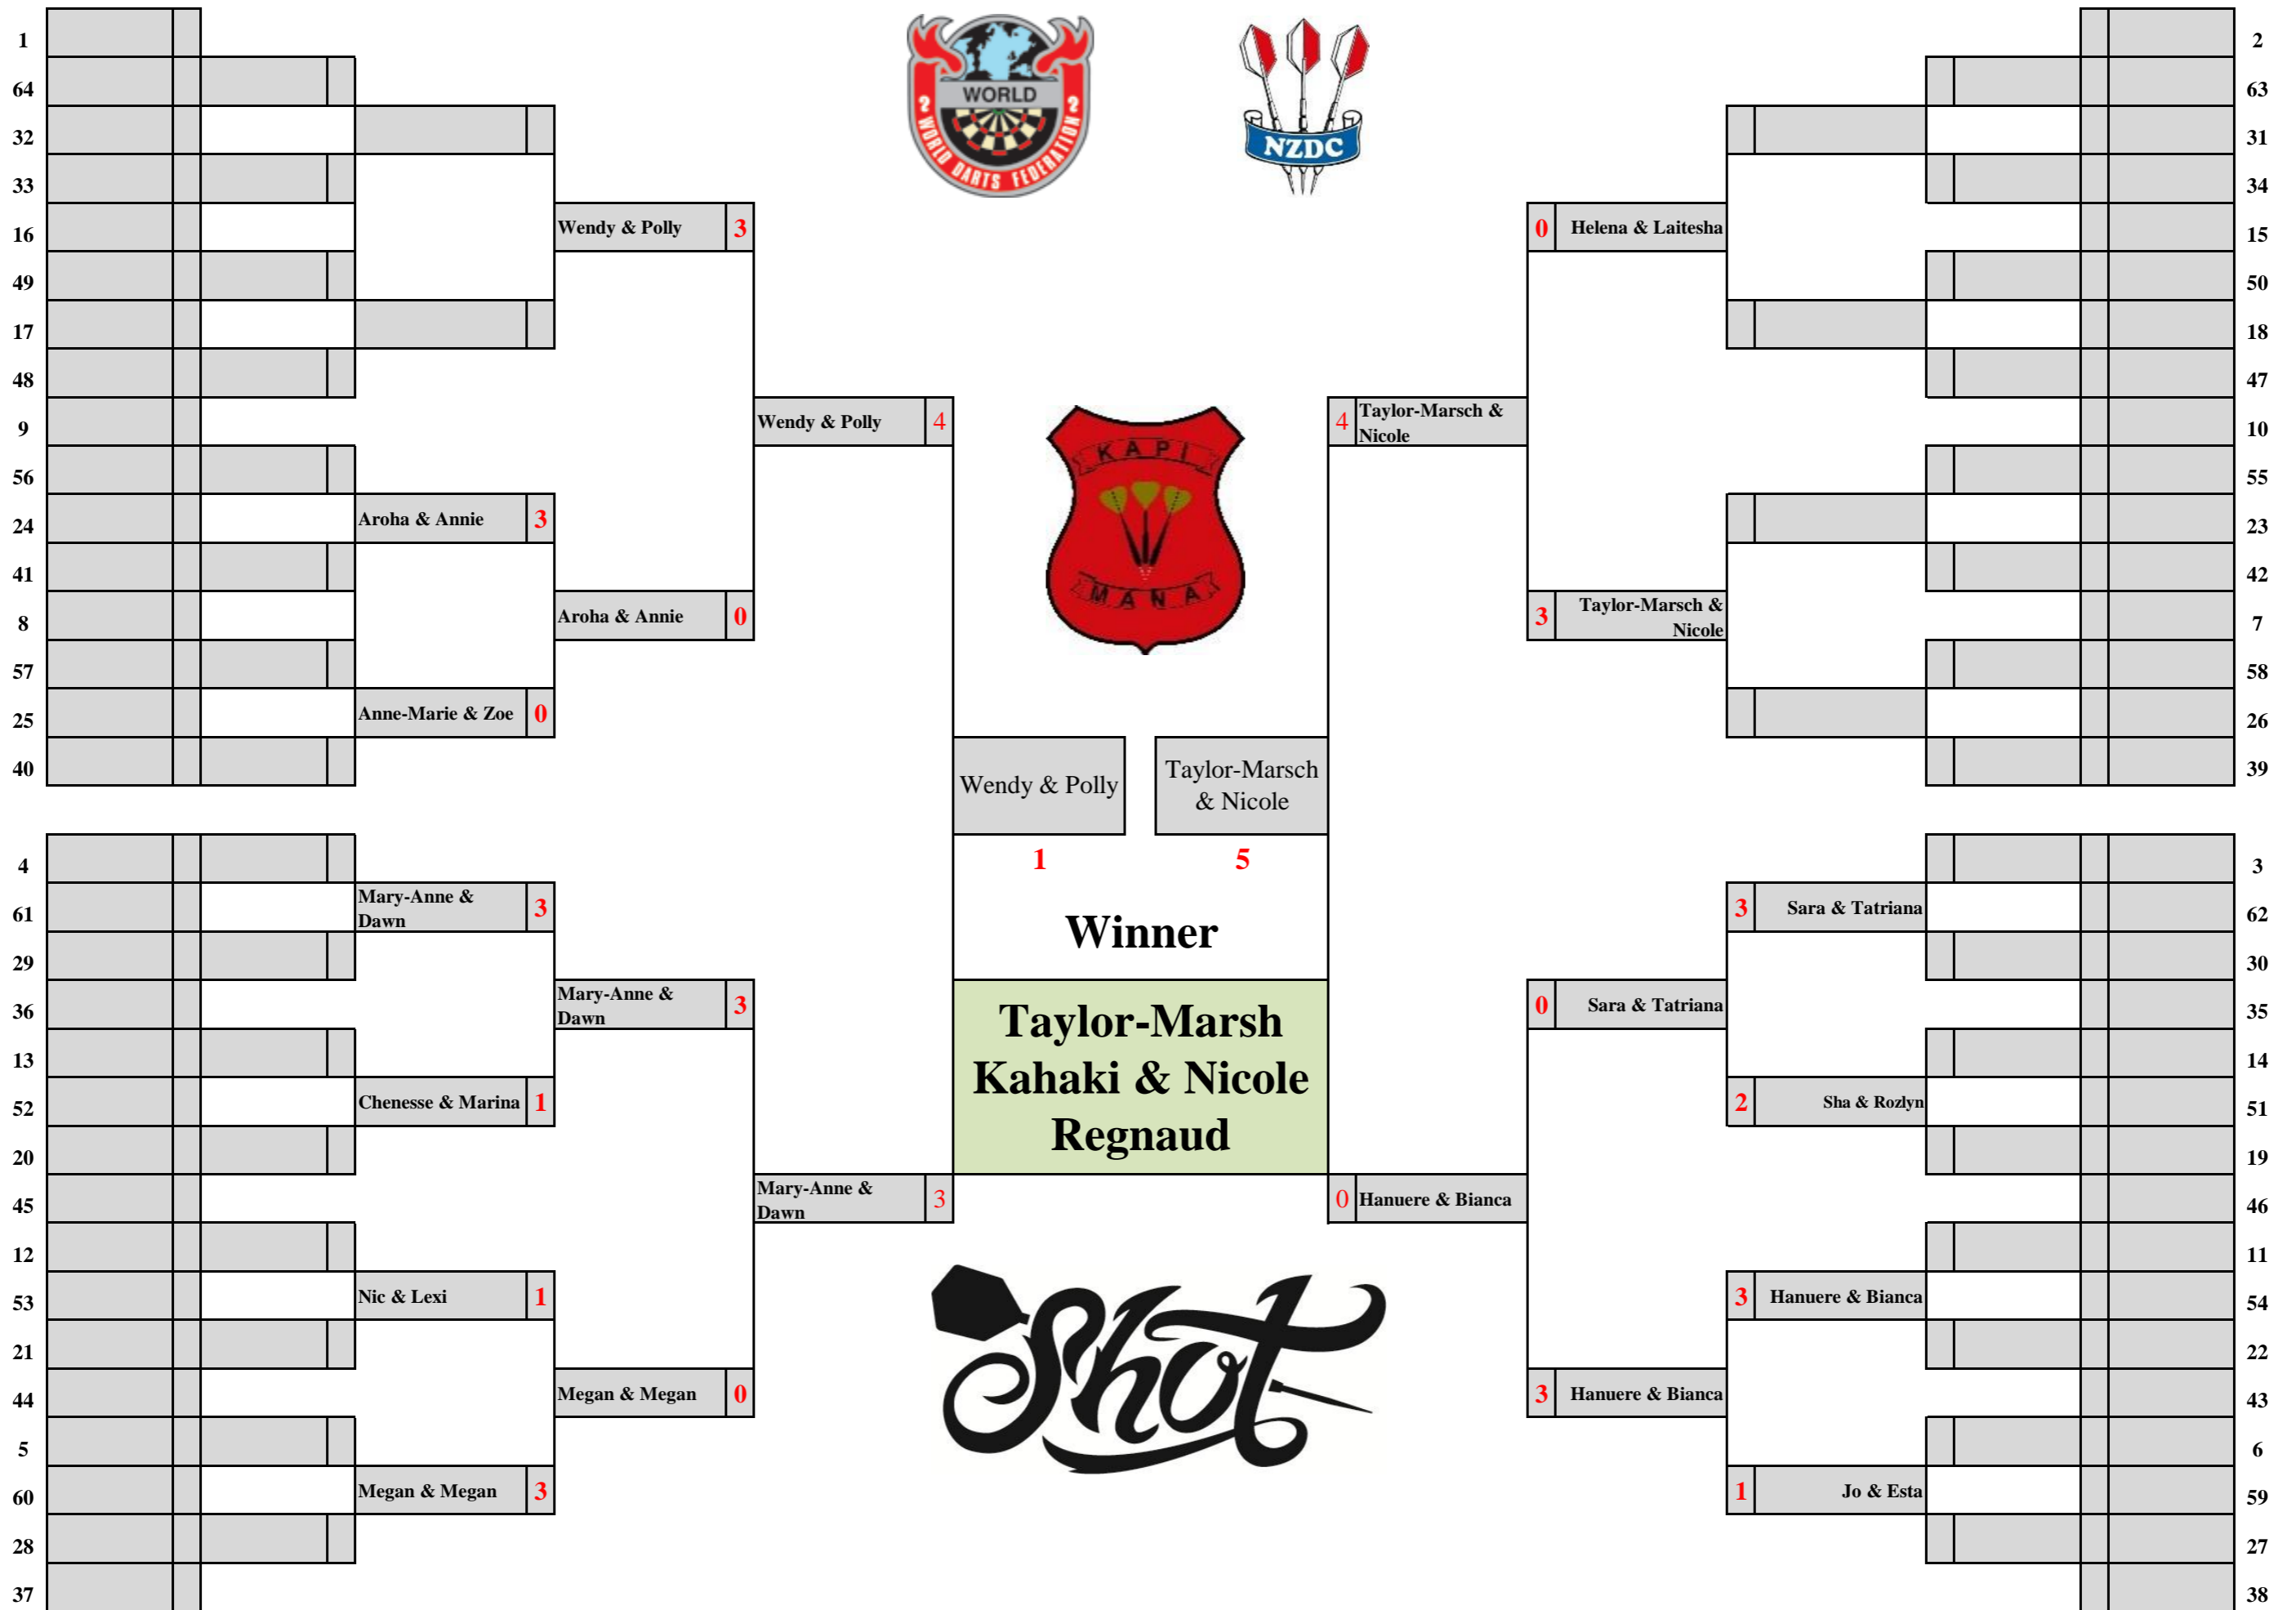 1
2
64
63
32
31
33
34
16
15
49
50
17
18
48
47
9
10
56
55
24
23
41
42
8
7
57
58
25
26
40
39
4
3
61
62
29
30
36
35
13
14
52
51
20
19
45
46
12
11
53
54
21
22
44
43
5
6
60
59
28
27
37
38
Aroha & Annie 3
Anne-Marie & Zoe 0
Mary-Anne &
Dawn 3
Chenesse & Marina 1
Nic & Lexi 1
Megan & Megan 3
Wendy & Polly 3
Aroha & Annie 0
Mary-Anne &
Dawn 3
Megan & Megan 0
Wendy & Polly 4
Mary-Anne &
Dawn 3
WORLD
2 WORLD DARTS FEDERATION 2
NZDC
KAPI
MANA
Wendy & Polly
1
Taylor-Marsch
& Nicole
5
Winner
Taylor-Marsh
Kahaki & Nicole
Regnaud
Shot
4 Taylor-Marsch &
Nicole
0 Hanuere & Bianca
0 Helena & Laitesha
3 Taylor-Marsch &
Nicole
0 Sara & Tatriana
3 Hanuere & Bianca
3 Sara & Tatriana
2 Sha & Rozlyn
3 Hanuere & Bianca
1 Jo & Esta